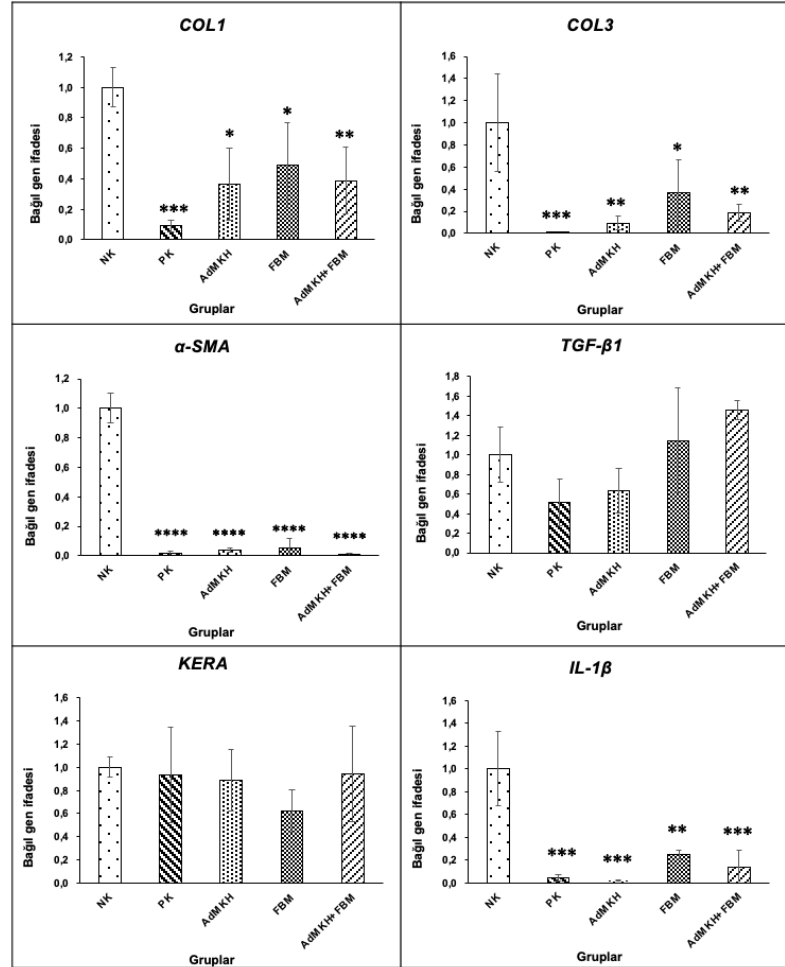 COL1
Bağıl gen ifadesi
1,2
1,0
0,8
0,6
0,4
0,2
0,0
***
*
*
**
NK
PK
AdMKH
FBM
AdMKH+FBM
Gruplar
COL3
Bağıl gen ifadesi
1,6
1,4
1,2
1,0
0,8
0,6
0,4
0,2
0,0
***
**
*
**
NK
PK
AdMKH
FBM
AdMKH+FBM
Gruplar
α-SMA
Bağıl gen ifadesi
1,2
1,0
0,8
0,6
0,4
0,2
0,0
****
****
****
****
NK
PK
AdMKH
FBM
AdMKH+FBM
Gruplar
TGF-β1
Bağıl gen ifadesi
1,8
1,6
1,4
1,2
1,0
0,8
0,6
0,4
0,2
0,0
NK
PK
AdMKH
FBM
AdMKH+FBM
Gruplar
KERA
Bağıl gen ifadesi
1,6
1,4
1,2
1,0
0,8
0,6
0,4
0,2
0,0
NK
PK
AdMKH
FBM
AdMKH+FBM
Gruplar
IL-1β
Bağıl gen ifadesi
1,6
1,4
1,2
1,0
0,8
0,6
0,4
0,2
0,0
***
***
**
***
NK
PK
AdMKH
FBM
AdMKH+FBM
Gruplar